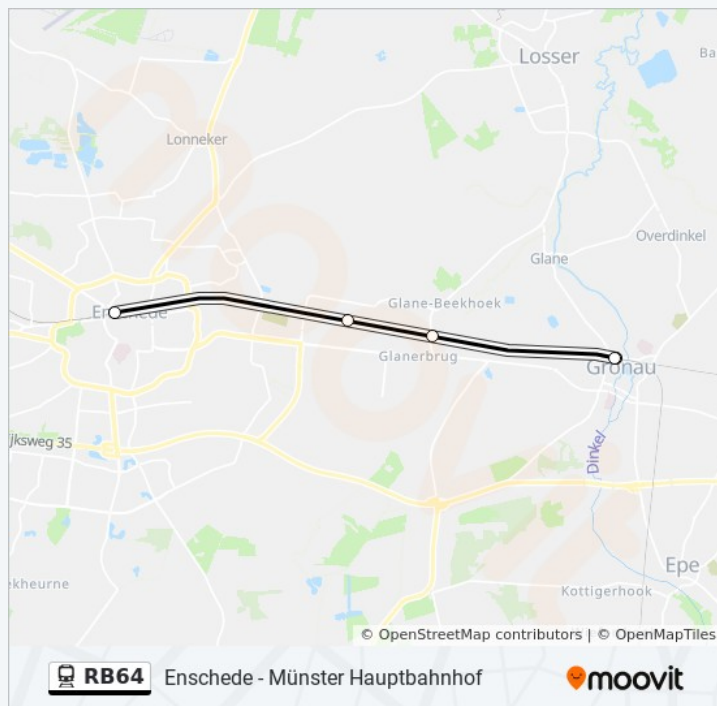 Losser
Ba
Lonneker
Overdinkel
Glane
Glane-Beekhoek
Enschede
Glanerbrug
Gronau
jksweg 35
Dinkel
Epe
ekheurne
Kottigerhook
© OpenStreetMap contributors | © OpenMapTiles
RB64 Enschede - Münster Hauptbahnhof
moovit